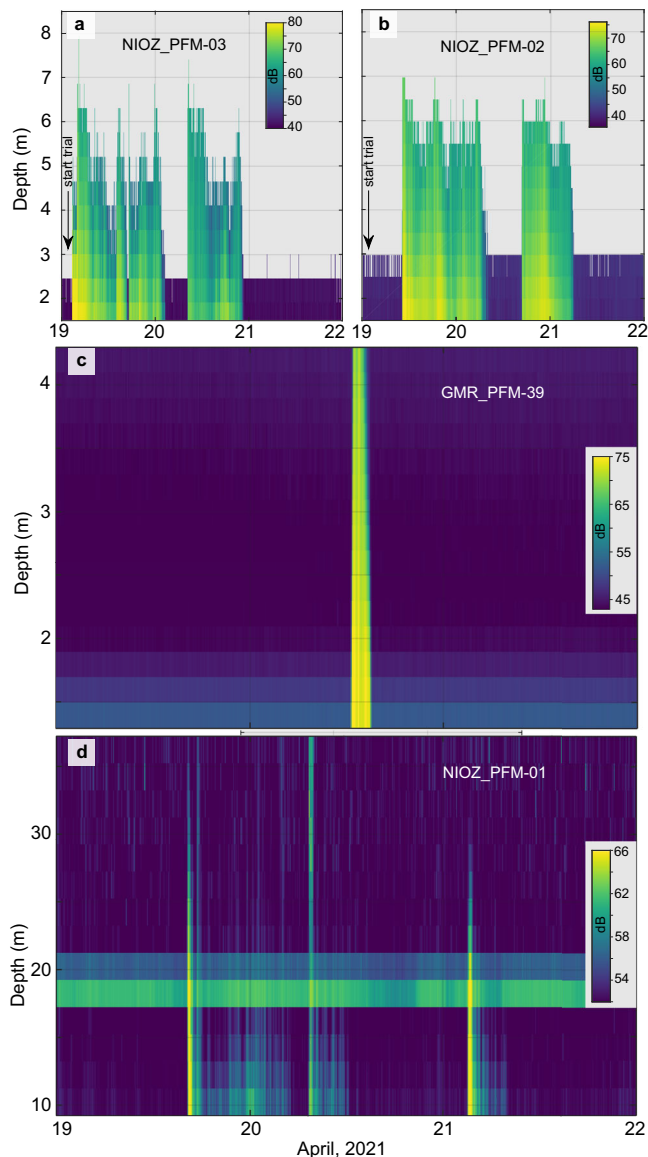 a
NIOZ_PFM-03
80
70
60
50
40
dB
b
NIOZ_PFM-02
70
60
50
40
dB
8
7
6
5
4
3
2
Depth (m)
start trial
start trial
19
20
21
22
19
20
21
22
c
GMR_PFM-39
4
3
2
Depth (m)
75
65
55
45
dB
20
21
d
NIOZ_PFM-01
30
20
10
Depth (m)
66
62
58
54
dB
19
20
21
22
April, 2021